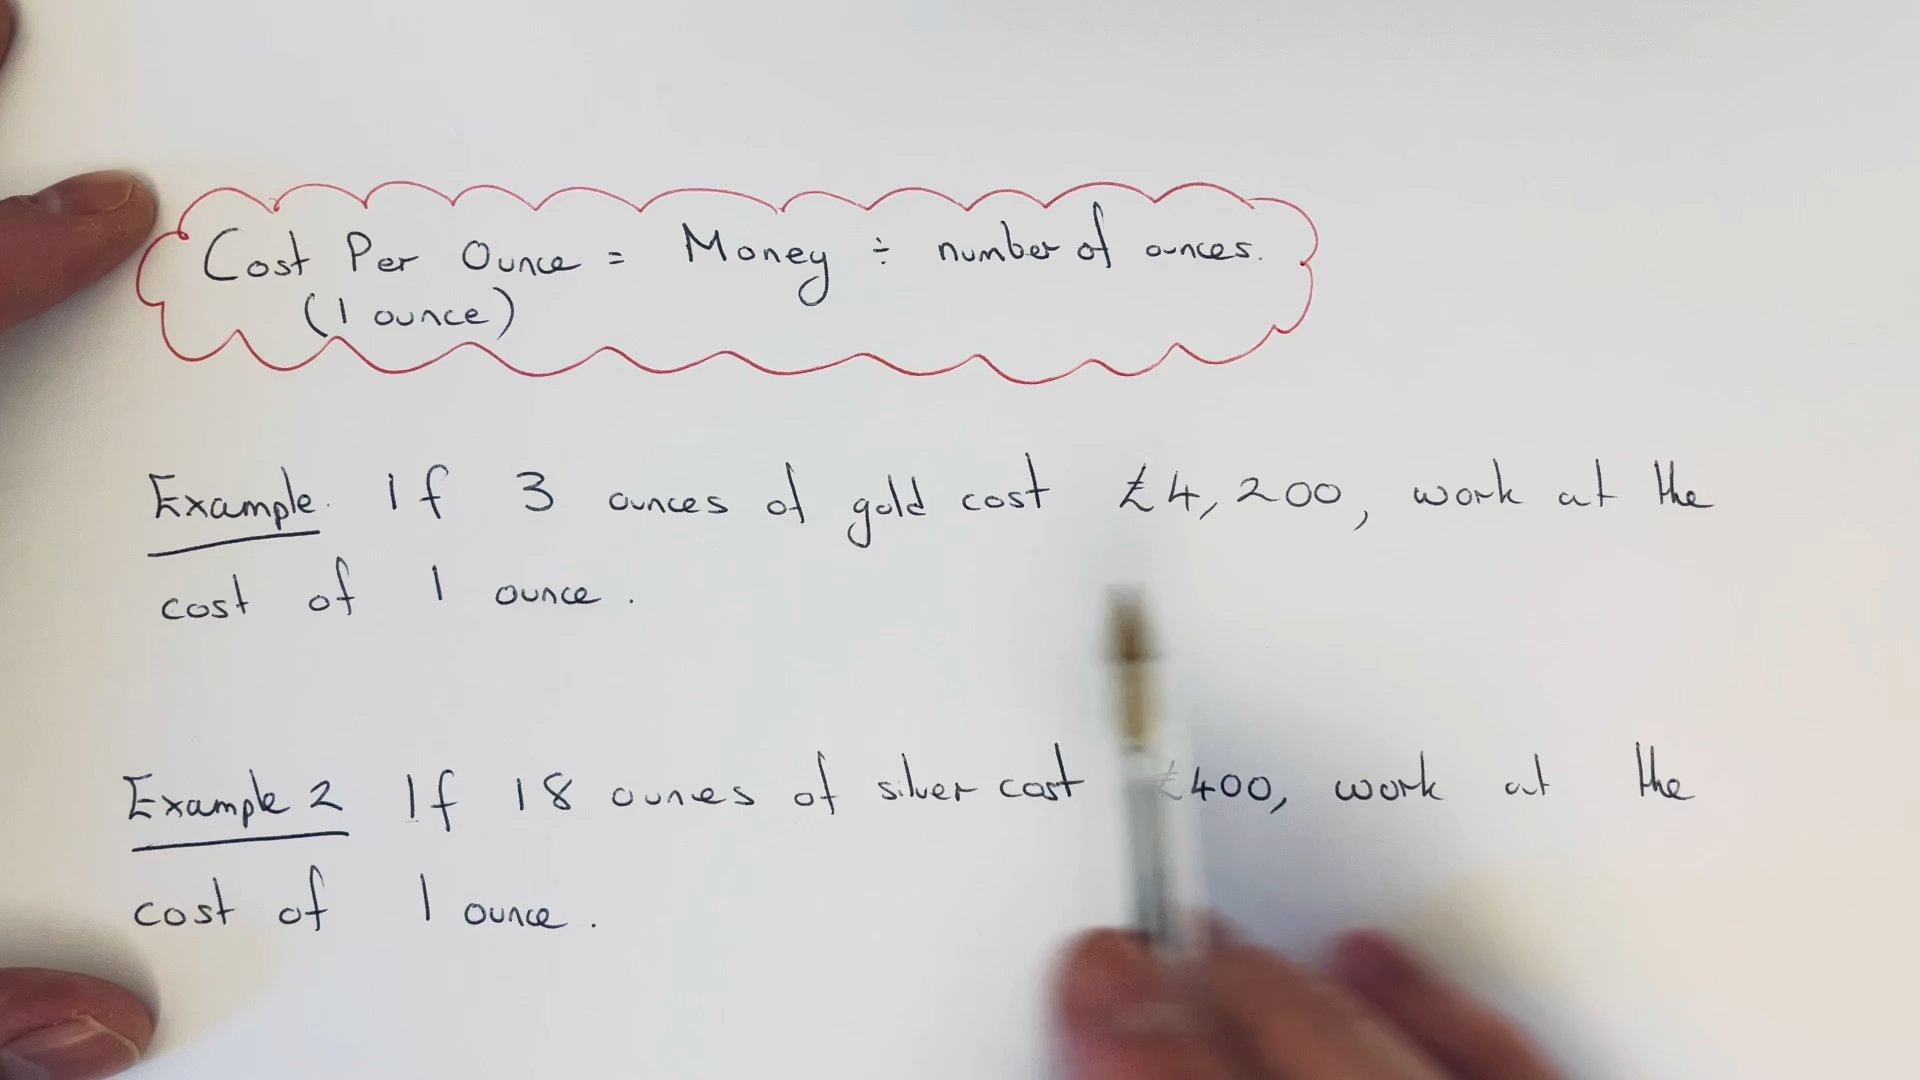 Cost Per Ounce = Money ÷ number of ounces.
(1 ounce)
Example. If 3 ounces of gold cost £4,200, work at the
cost of 1 ounce.
Example 2 If 18 ounces of silver cost £400, work at the
cost of 1 ounce.